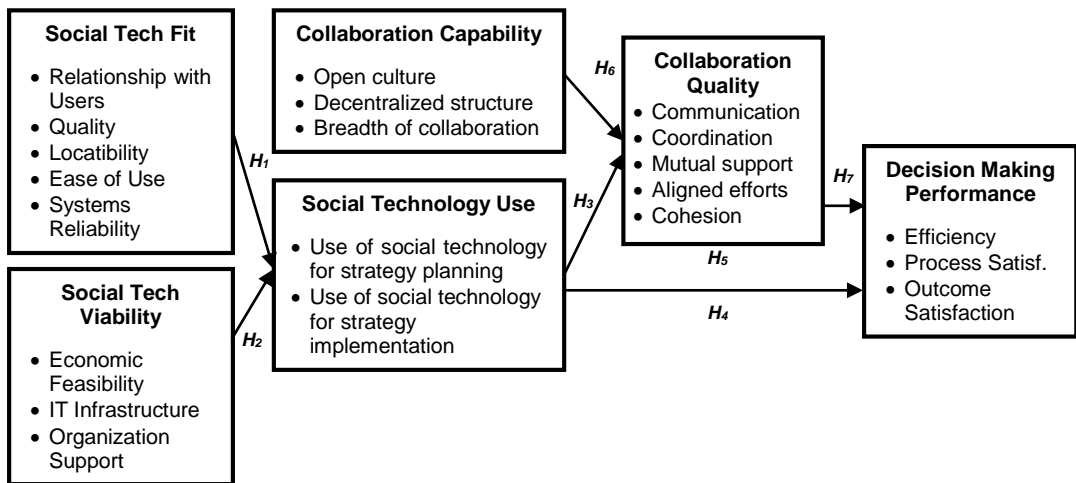 Social Tech Fit
• Relationship with
Users
• Quality
• Locatibility
• Ease of Use
• Systems
Reliability
Social Tech
Viability
• Economic
Feasibility
• IT Infrastructure
• Organization
Support
H1
H2
Collaboration Capability
• Open culture
• Decentralized structure
• Breadth of collaboration
Social Technology Use
• Use of social technology
for strategy planning
• Use of social technology
for strategy
implementation
H6
H3
Collaboration
Quality
• Communication
• Coordination
• Mutual support
• Aligned efforts
• Cohesion
H5
H4
H7
Decision Making
Performance
• Efficiency
• Process Satisf.
• Outcome
Satisfaction